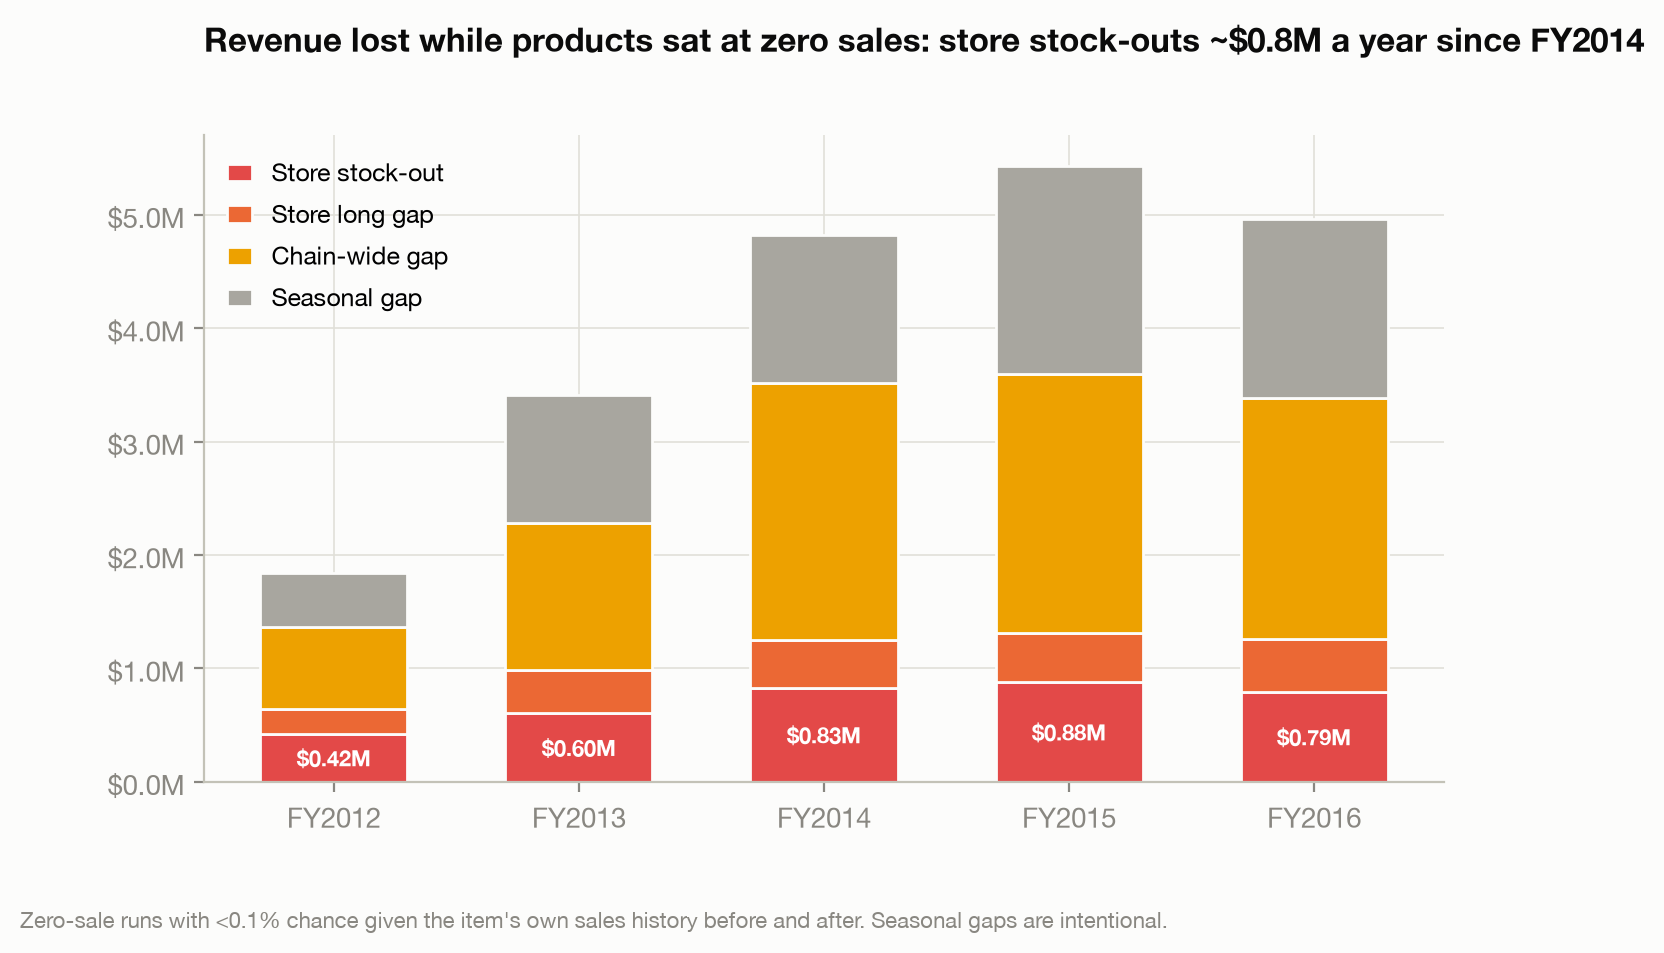 Revenue lost while products sat at zero sales: store stock-outs ~$0.8M a year since FY2014
Store stock-out
Store long gap
Chain-wide gap
Seasonal gap
$5.0M
$4.0M
$3.0M
$2.0M
$1.0M
$0.0M
$0.42M
$0.60M
$0.83M
$0.88M
$0.79M
FY2012
FY2013
FY2014
FY2015
FY2016
Zero-sale runs with <0.1% chance given the item's own sales history before and after. Seasonal gaps are intentional.